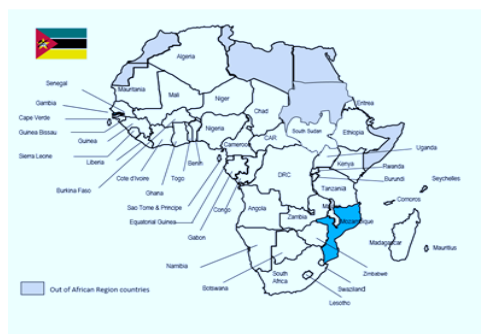 Algeria
Mauritania
Mali
Niger
Chad
Eritrea
Senegal
Gambia
Cape Verde
Guinea Bissau
Guinea
Sierra Leone
Liberia
Burkina Faso
Cote d'Ivoire
Ghana
Togo
Benin
Nigeria
Cameroon
CAR
South Sudan
Ethiopia
Uganda
Kenya
Rwanda
Burundi
DRC
Tanzania
Seychelles
Comoros
Sao Tome & Principe
Equatorial Guinea
Gabon
Congo
Angola
Zambia
Mozambique
Madagascar
Mauritius
Namibia
Botswana
Zimbabwe
South
Africa
Swaziland
Lesotho
Out of African Region countries